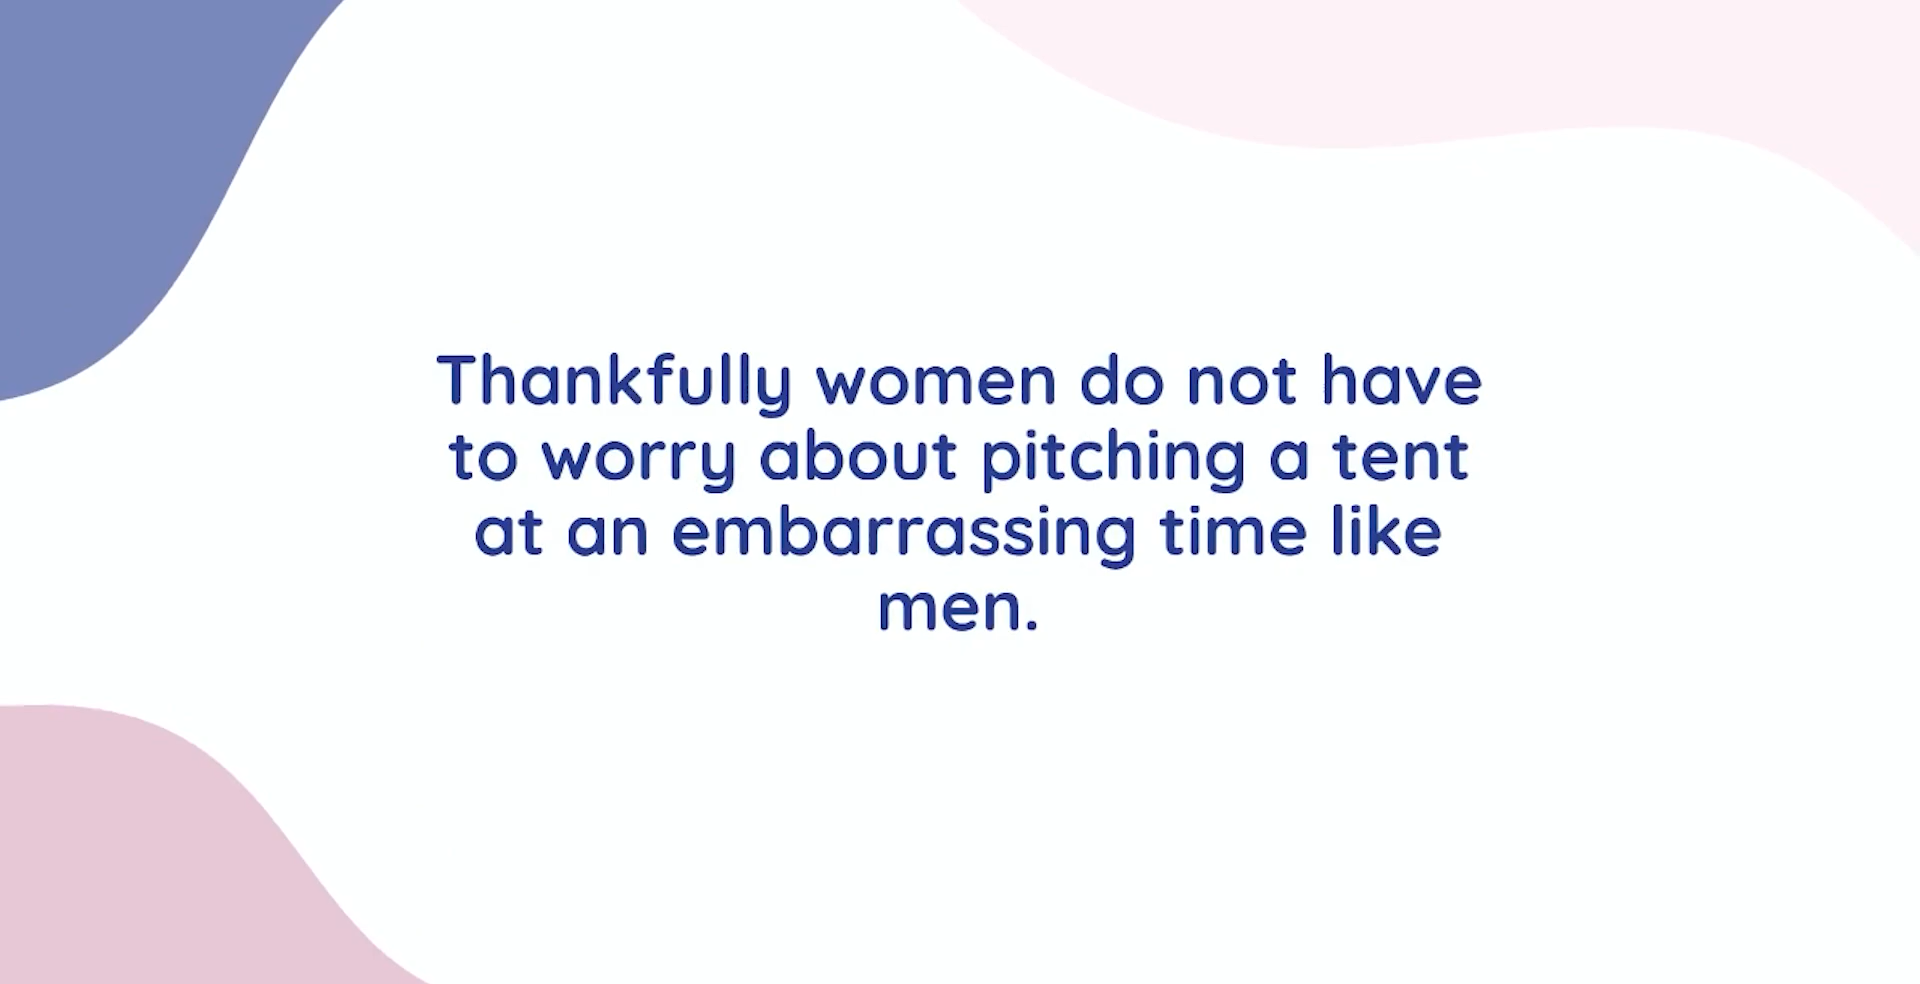 Thankfully women do not have
to worry about pitching a tent
at an embarrassing time like
men.